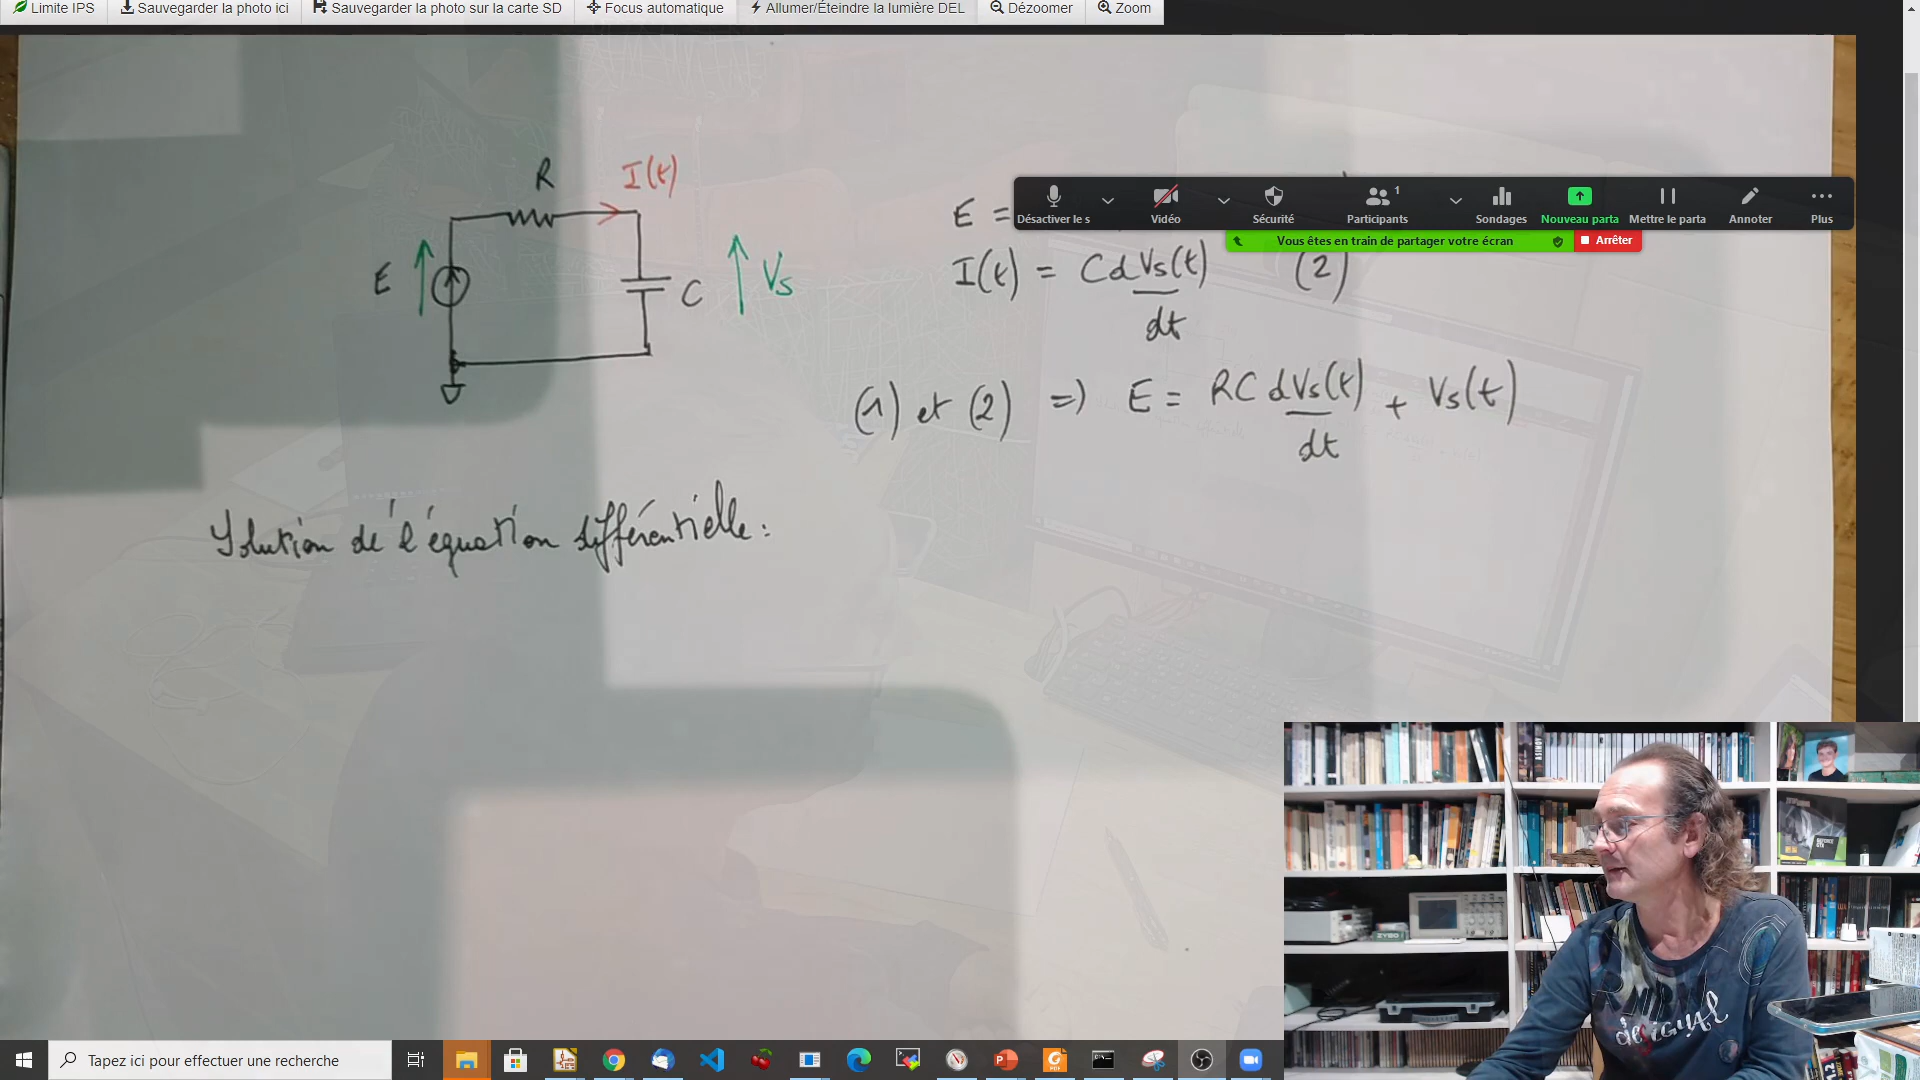 Limite IPS Sauvegarder la photo ici Sauvegarder la photo sur la carte SD Focus automatique Allumer/Éteindre la lumière DEL Dézoomer Zoom
R
I(t)
E
C
Vs
E =
Désactiver le s Vidéo Sécurité Participants 1 Sondages Nouveau parta Mettre le parta Annoter Plus
Vous êtes en train de partager votre écran Arrêter
I(t) = C dVs(t) (2)
dt
(1) et (2) => E = RC dVs(t) + Vs(t)
dt
Solution de l'équation différentielle :
desigual
Tapez ici pour effectuer une recherche